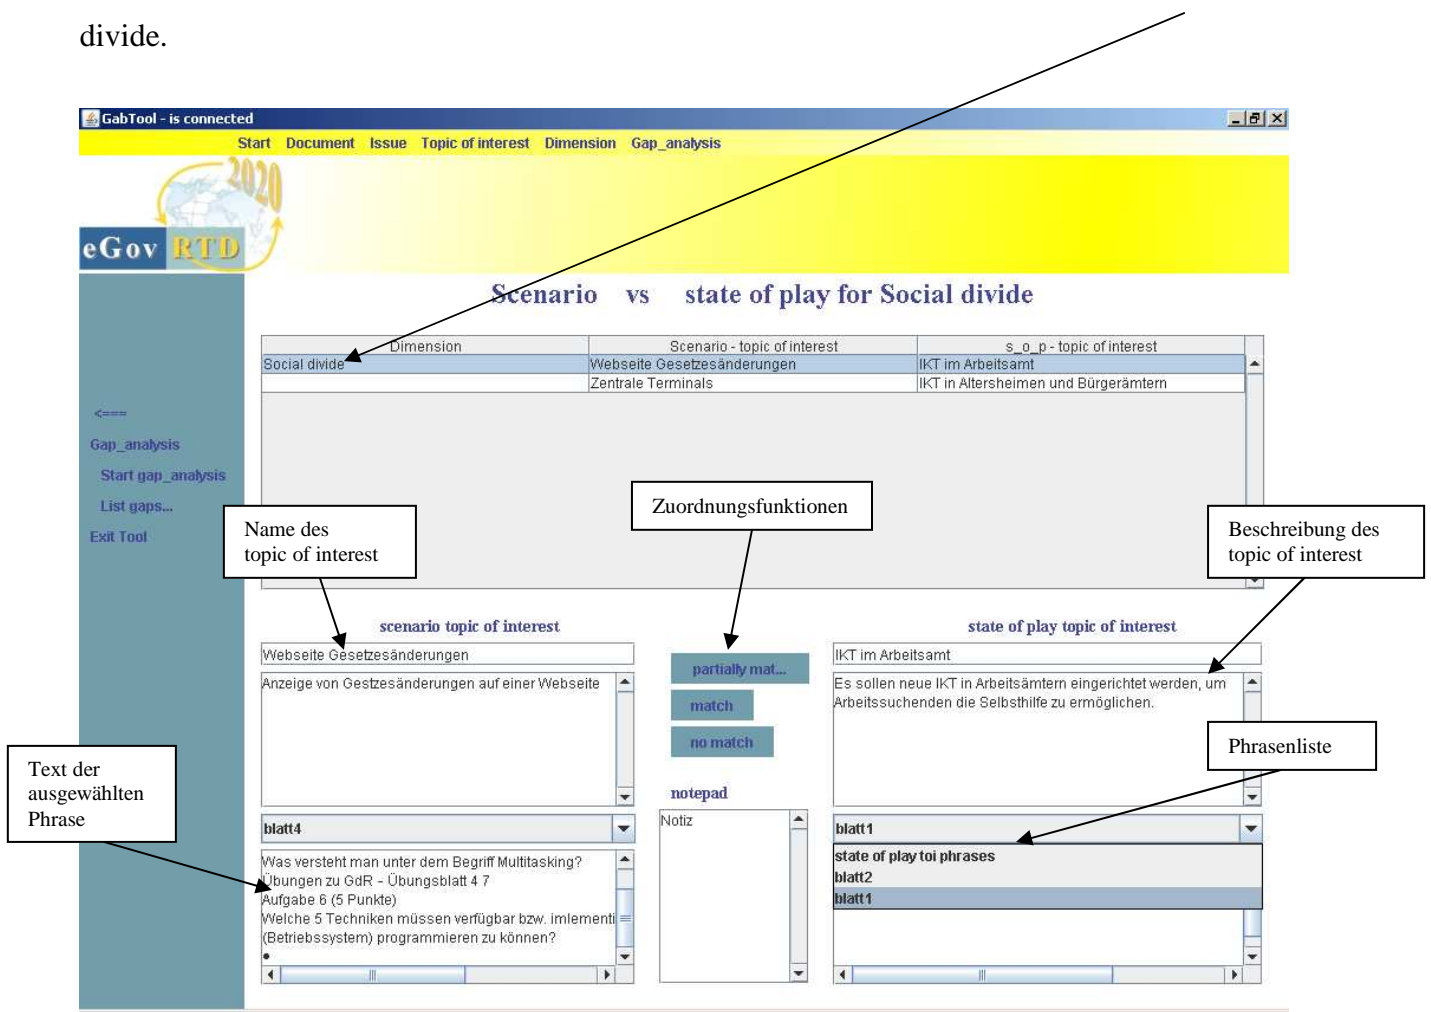 divide.
GabTool - is connected
Start Document Issue Topic of interest Dimension Gap_analysis
2020
eGov RTD
Scenario vs state of play for Social divide
Dimension Scenario - topic of interest s_o_p - topic of interest
Social divide Webseite Gesetzesänderungen IKT im Arbeitsamt
Zentrale Terminals IKT in Altersheimen und Bürgerämtern
<===
Gap_analysis
Start gap_analysis
List gaps...
Exit Tool
Name des
topic of interest
Zuordnungsfunktionen
Beschreibung des
topic of interest
scenario topic of interest
state of play topic of interest
Webseite Gesetzesänderungen
IKT im Arbeitsamt
Anzeige von Gestzesänderungen auf einer Webseite
partially mat...
match
no match
Es sollen neue IKT in Arbeitsämtern eingerichtet werden, um
Arbeitssuchenden die Selbsthilfe zu ermöglichen.
Phrasenliste
Text der
ausgewählten
Phrase
notepad
Notiz
blatt4
blatt1
Was versteht man unter dem Begriff Multitasking?
Übungen zu GdR - Übungsblatt 4 7
Aufgabe 6 (5 Punkte)
Welche 5 Techniken müssen verfügbar bzw. imlementi
(Betriebssystem) programmieren zu können?
•
state of play toi phrases
blatt2
blatt1